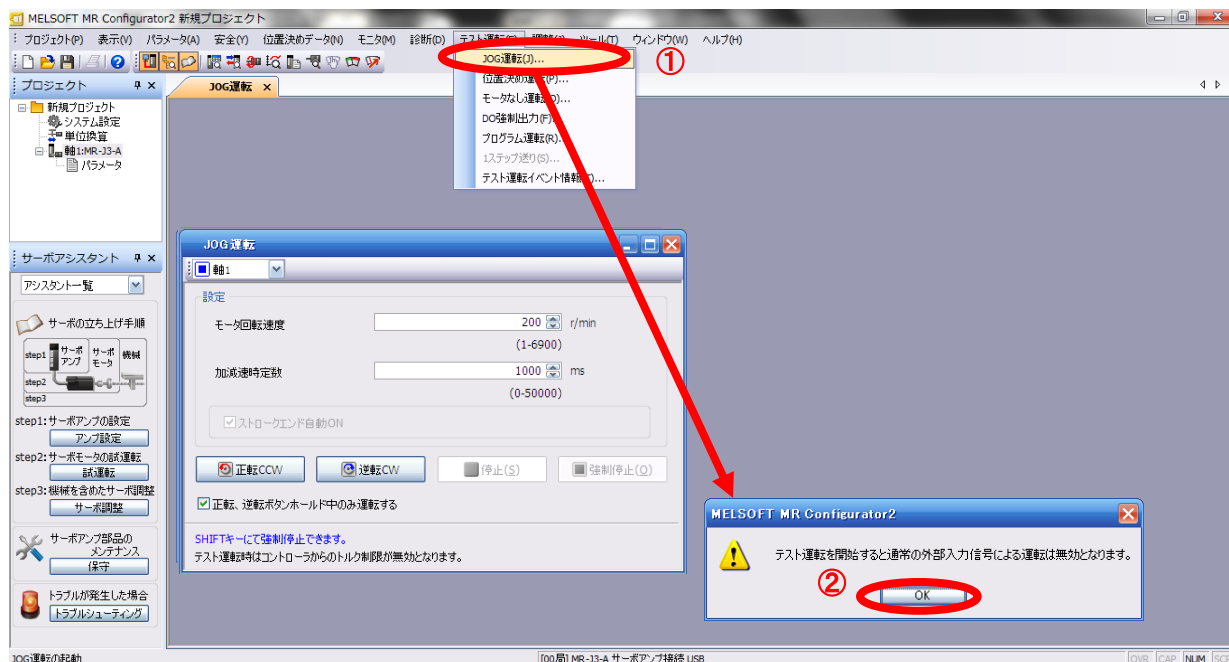 MELSOFT MR Configurator2 新規プロジェクト
プロジェクト(P) 表示(V) パラメータ(A) 安全(Y) 位置決めデータ(N) モニタ(M) 診断(D) ツール(T) ウィンドウ(W) ヘルプ(H)
JOG運転(J)...
①
位置決め運転(P)...
モータなし運転(O)...
DO強制出力(F)...
プログラム運転(R)...
1ステップ送り(S)...
テスト運転イベント情報
プロジェクト
新規プロジェクト
システム設定
単位換算
軸1:MR-J3-A
パラメータ
JOG運転
サーボアシスタント
アシスタント一覧
サーボの立ち上げ手順
step1 サーボアンプ サーボモータ 機械
step2
step3
step1:サーボアンプの設定
アンプ設定
step2:サーボモータの試運転
試運転
step3:機械を含めたサーボ調整
サーボ調整
サーボアンプ部品の
メンテナンス
保守
トラブルが発生した場合
トラブルシューティング
JOG運転
軸1
設定
モータ回転速度 200 r/min
(1-6900)
加減速時定数 1000 ms
(0-50000)
ストロークエンド自動ON
正転CCW 逆転CW 停止(S) 強制停止(O)
正転、逆転ボタンホールド中のみ運転する
SHIFTキーにて強制停止できます。
テスト運転時はコントローラからのトルク制限が無効となります。
MELSOFT MR Configurator2
テスト運転を開始すると通常の外部入力信号による運転は無効となります。
②
OK
JOG運転の起動 [00局] MR-J3-A サーボアンプ接続 USB OVR CAP NUM SCR